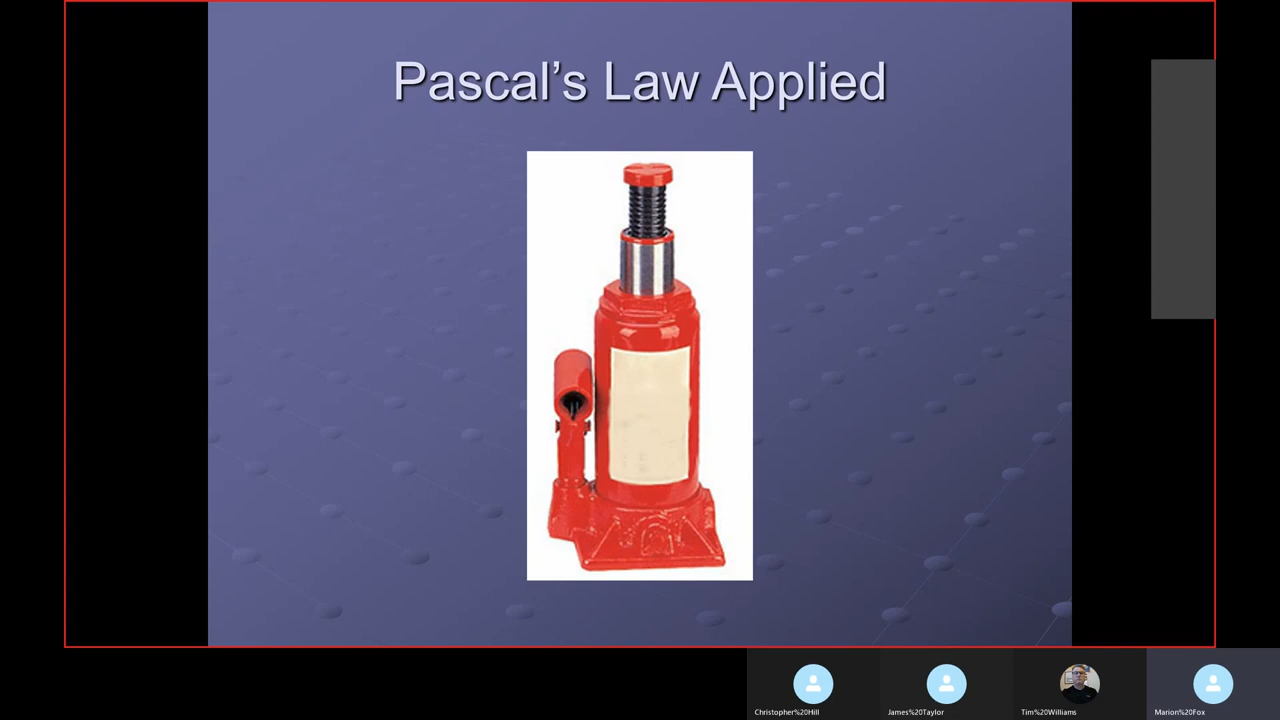 Pascal’s Law Applied
Christopher%20Hill
James%20Taylor
Tim%20Williams
Marion%20Fox